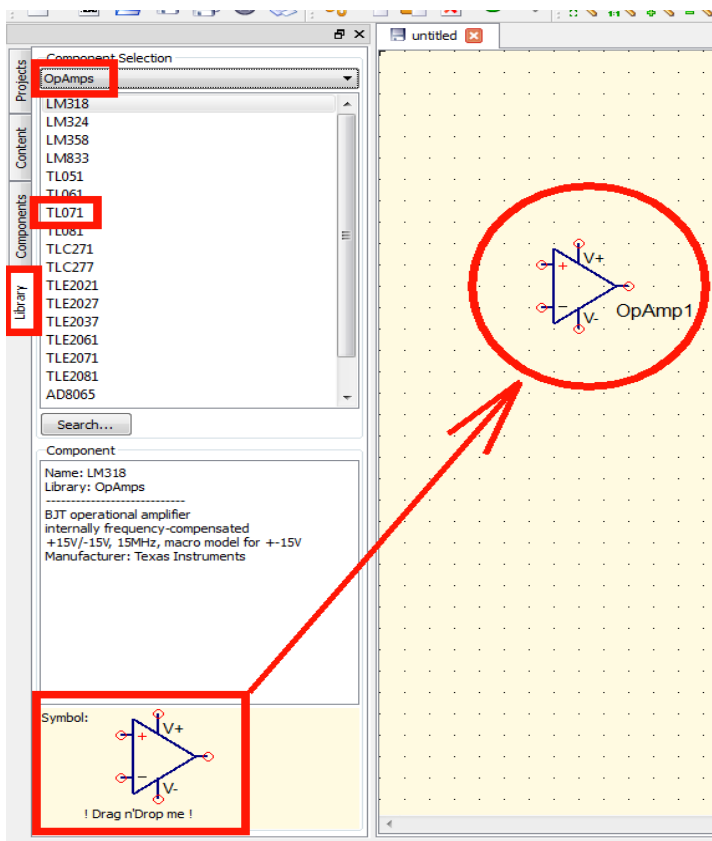 untitled
Component Selection
Projects
OpAmps
LM318
LM324
LM358
LM833
TL051
TL061
TL071
TL081
TLC271
TLC277
TLE2021
TLE2027
TLE2037
TLE2061
TLE2071
TLE2081
AD8065
Content
Components
Library
Search...
Component
Name: LM318
Library: OpAmps
----------------------------
BJT operational amplifier
internally frequency-compensated
+15V/-15V, 15MHz, macro model for +-15V
Manufacturer: Texas Instruments
Symbol:
V+
+
−
V-
! Drag n'Drop me !
V+
+
−
V-
OpAmp1